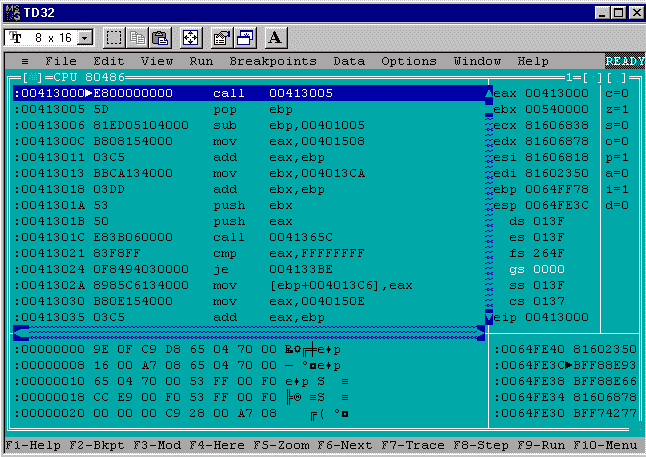 TD32
8 x 16
≡ File Edit View Run Breakpoints Data Options Window Help READY
=[■]=CPU 80486 1=[ ][ ]=
:00413000►E800000000 call 00413005 eax 00413000 c=0
:00413005 5D pop ebp ebx 00540000 z=1
:00413006 81ED05104000 sub ebp,00401005 ecx 81606838 s=0
:0041300C B808154000 mov eax,00401508 edx 81606878 o=0
:00413011 03C5 add eax,ebp esi 81606818 p=1
:00413013 BBCA134000 mov ebx,004013CA edi 81602350 a=0
:00413018 03DD add ebx,ebp ebp 0064FF78 i=1
:0041301A 53 push ebx esp 0064FE3C d=0
:0041301B 50 push eax ds 013F
:0041301C E83B060000 call 0041365C es 013F
:00413021 83F8FF cmp eax,FFFFFFFF fs 264F
:00413024 0F8494030000 je 004133BE gs 0000
:0041302A 8985C6134000 mov [ebp+004013C6],eax ss 013F
:00413030 B80E154000 mov eax,0040150E cs 0137
:00413035 03C5 add eax,ebp eip 00413000
:00000000 9E 0F C9 D8 65 04 70 00 ₧☼╔╪e♦p :0064FE40 81602350
:00000008 16 00 A7 08 65 04 70 00 ▬ º◘e♦p :0064FE3C►BFF88E93
:00000010 65 04 70 00 53 FF 00 F0 e♦p S ≡ :0064FE38 BFF88E66
:00000018 CC E9 00 F0 53 FF 00 F0 ╠Θ ≡S ≡ :0064FE34 81606878
:00000020 00 00 00 C9 28 00 A7 08 ╔( º◘ :0064FE30 BFF74277
F1-Help F2-Bkpt F3-Mod F4-Here F5-Zoom F6-Next F7-Trace F8-Step F9-Run F10-Menu